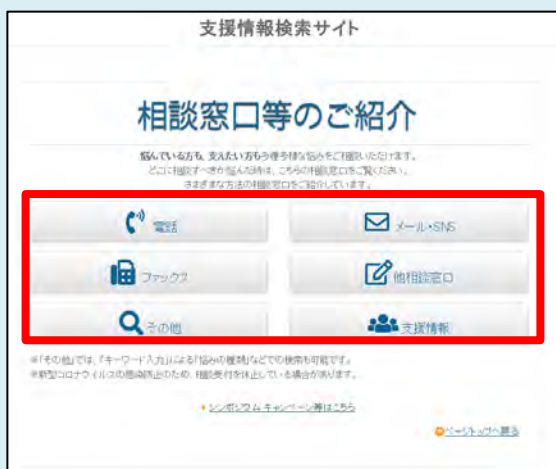 支援情報検索サイト
相談窓口等のご紹介
悩んでいる方も、支えたい方も多種多様な悩みをご相談いただけます。
どこに相談すべきか悩んだ時は、こちらの相談窓口をご覧ください。
さまざまな方法の相談窓口をご紹介しています。
電話
メール・SNS
ファックス
他相談窓口
その他
支援情報
※「その他」では、「キーワード入力」による「悩みの種類」などでの検索も可能です。
※新型コロナウイルスの感染防止のため、相談受付を休止している場合があります。
シンポジウム キャンペーン等はこちら
ページトップへ戻る